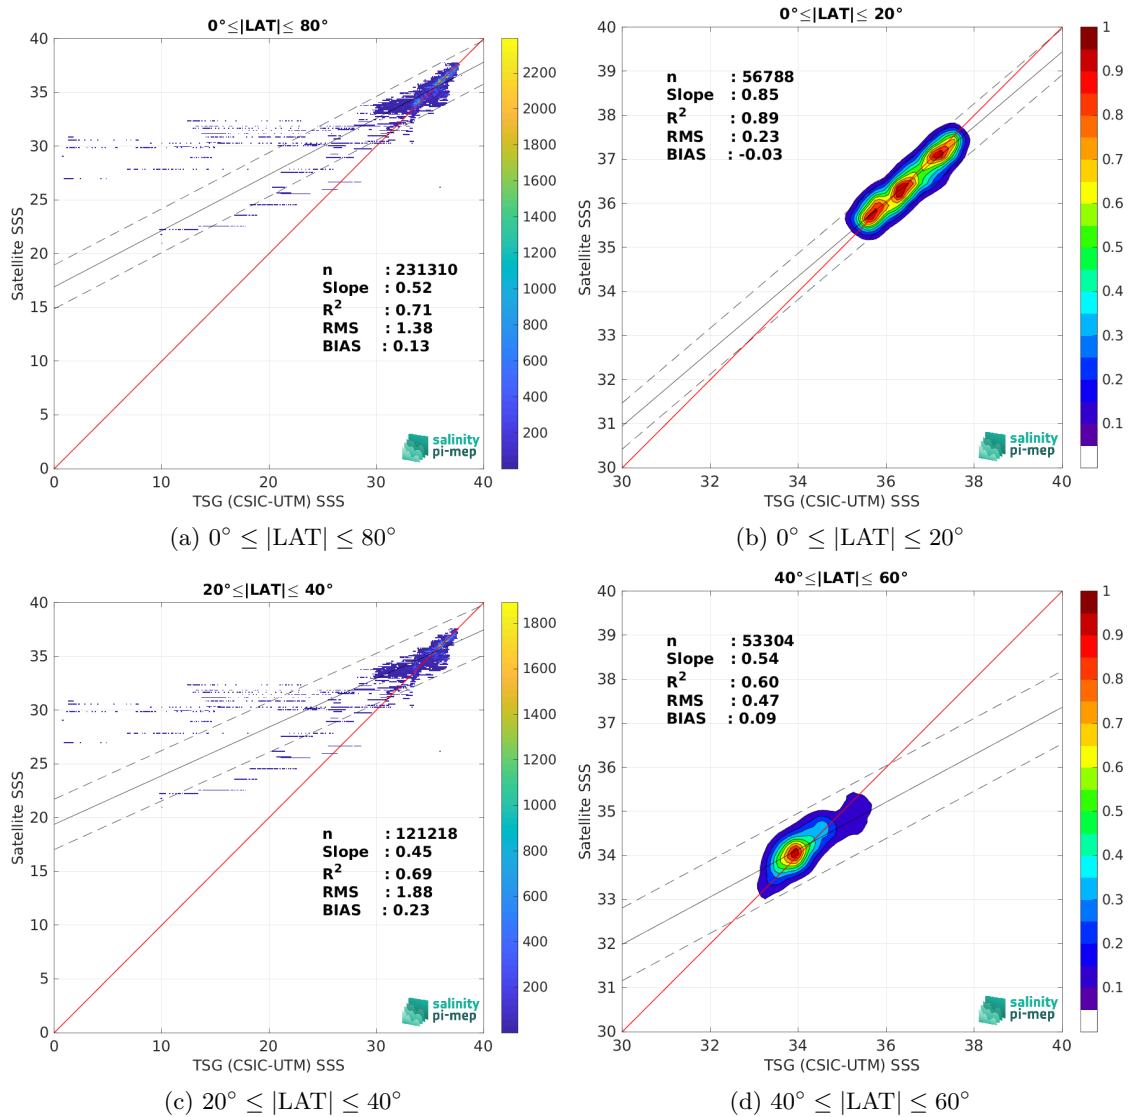 0°≤|LAT|≤ 80°
40
35
30
25
20
15
10
5
0
Satellite SSS
n : 231310
Slope : 0.52
R² : 0.71
RMS : 1.38
BIAS : 0.13
salinity
pi-mep
0 10 20 30 40
TSG (CSIC-UTM) SSS
2200
2000
1800
1600
1400
1200
1000
800
600
400
200
(a) 0° ≤ |LAT| ≤ 80°
0°≤|LAT|≤ 20°
40
39
38
37
36
35
34
33
32
31
30
Satellite SSS
n : 56788
Slope : 0.85
R² : 0.89
RMS : 0.23
BIAS : -0.03
salinity
pi-mep
30 32 34 36 38 40
TSG (CSIC-UTM) SSS
1
0.9
0.8
0.7
0.6
0.5
0.4
0.3
0.2
0.1
(b) 0° ≤ |LAT| ≤ 20°
20°≤|LAT|≤ 40°
40
35
30
25
20
15
10
5
0
Satellite SSS
n : 121218
Slope : 0.45
R² : 0.69
RMS : 1.88
BIAS : 0.23
salinity
pi-mep
0 10 20 30 40
TSG (CSIC-UTM) SSS
1800
1600
1400
1200
1000
800
600
400
200
(c) 20° ≤ |LAT| ≤ 40°
40°≤|LAT|≤ 60°
40
39
38
37
36
35
34
33
32
31
30
Satellite SSS
n : 53304
Slope : 0.54
R² : 0.60
RMS : 0.47
BIAS : 0.09
salinity
pi-mep
30 32 34 36 38 40
TSG (CSIC-UTM) SSS
1
0.9
0.8
0.7
0.6
0.5
0.4
0.3
0.2
0.1
(d) 40° ≤ |LAT| ≤ 60°